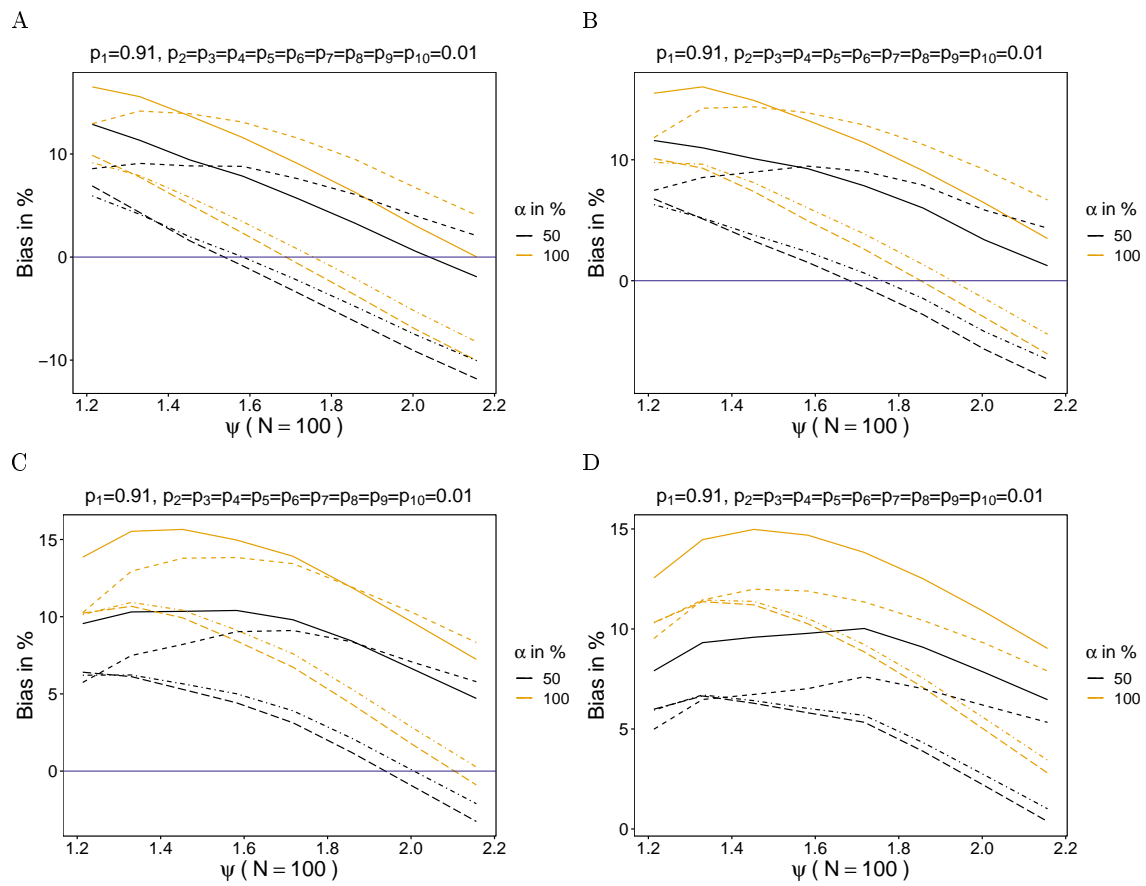 A
p₁=0.91, p₂=p₃=p₄=p₅=p₆=p₇=p₈=p₉=p₁₀=0.01
Bias in %
10
0
−10
1.2 1.4 1.6 1.8 2.0 2.2
ψ ( N = 100 )
α in %
50
100
B
p₁=0.91, p₂=p₃=p₄=p₅=p₆=p₇=p₈=p₉=p₁₀=0.01
Bias in %
10
0
1.2 1.4 1.6 1.8 2.0 2.2
ψ ( N = 100 )
α in %
50
100
C
p₁=0.91, p₂=p₃=p₄=p₅=p₆=p₇=p₈=p₉=p₁₀=0.01
Bias in %
15
10
5
0
1.2 1.4 1.6 1.8 2.0 2.2
ψ ( N = 100 )
α in %
50
100
D
p₁=0.91, p₂=p₃=p₄=p₅=p₆=p₇=p₈=p₉=p₁₀=0.01
Bias in %
15
10
5
0
1.2 1.4 1.6 1.8 2.0 2.2
ψ ( N = 100 )
α in %
50
100